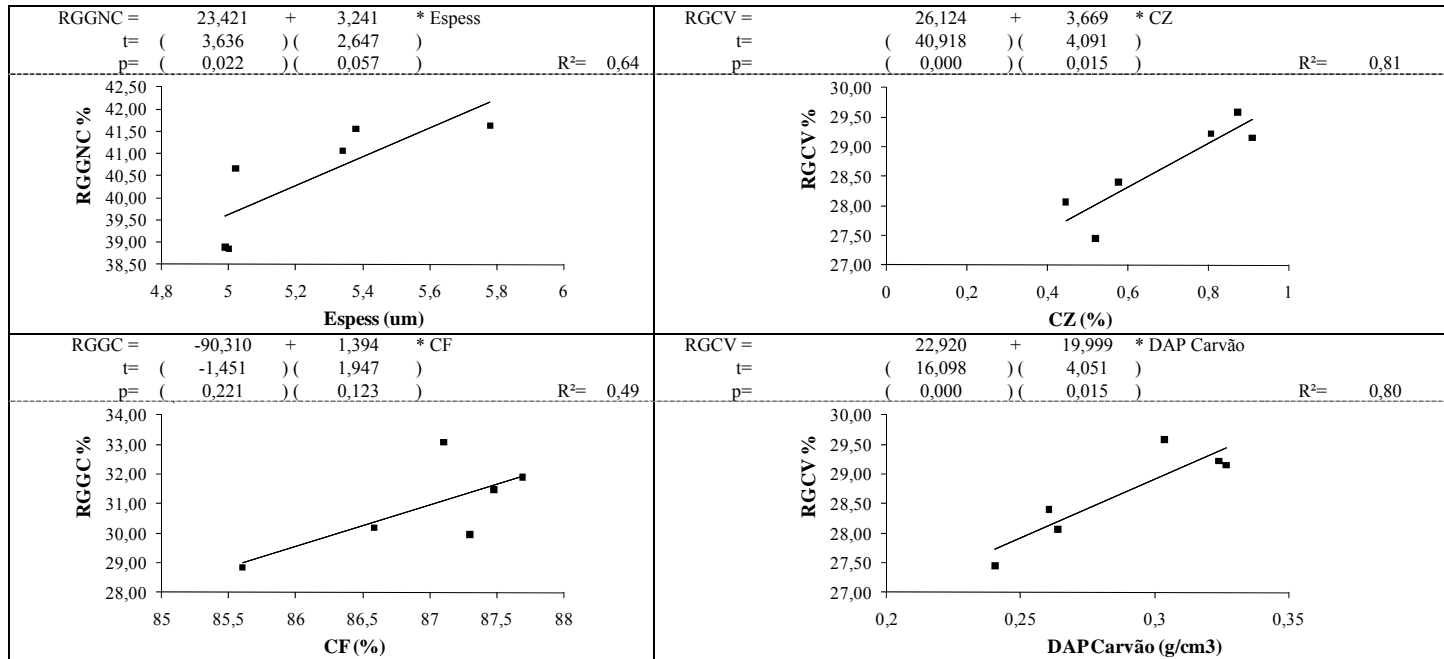 RGGNC = 23,421 + 3,241 * Espess
t= ( 3,636 ) ( 2,647 )
p= ( 0,022 ) ( 0,057 ) R²= 0,64
42,50
42,00
41,50
41,00
40,50
40,00
39,50
39,00
38,50
RGGNC %
4,8 5 5,2 5,4 5,6 5,8 6
Espess (um)
RGCV = 26,124 + 3,669 * CZ
t= ( 40,918 ) ( 4,091 )
p= ( 0,000 ) ( 0,015 ) R²= 0,81
30,00
29,50
29,00
28,50
28,00
27,50
27,00
RGCV %
0 0,2 0,4 0,6 0,8 1
CZ (%)
RGGC = -90,310 + 1,394 * CF
t= ( -1,451 ) ( 1,947 )
p= ( 0,221 ) ( 0,123 ) R²= 0,49
34,00
33,00
32,00
31,00
30,00
29,00
28,00
RGGC %
85 85,5 86 86,5 87 87,5 88
CF (%)
RGCV = 22,920 + 19,999 * DAP Carvão
t= ( 16,098 ) ( 4,051 )
p= ( 0,000 ) ( 0,015 ) R²= 0,80
30,00
29,50
29,00
28,50
28,00
27,50
27,00
RGCV %
0,2 0,25 0,3 0,35
DAP Carvão (g/cm3)